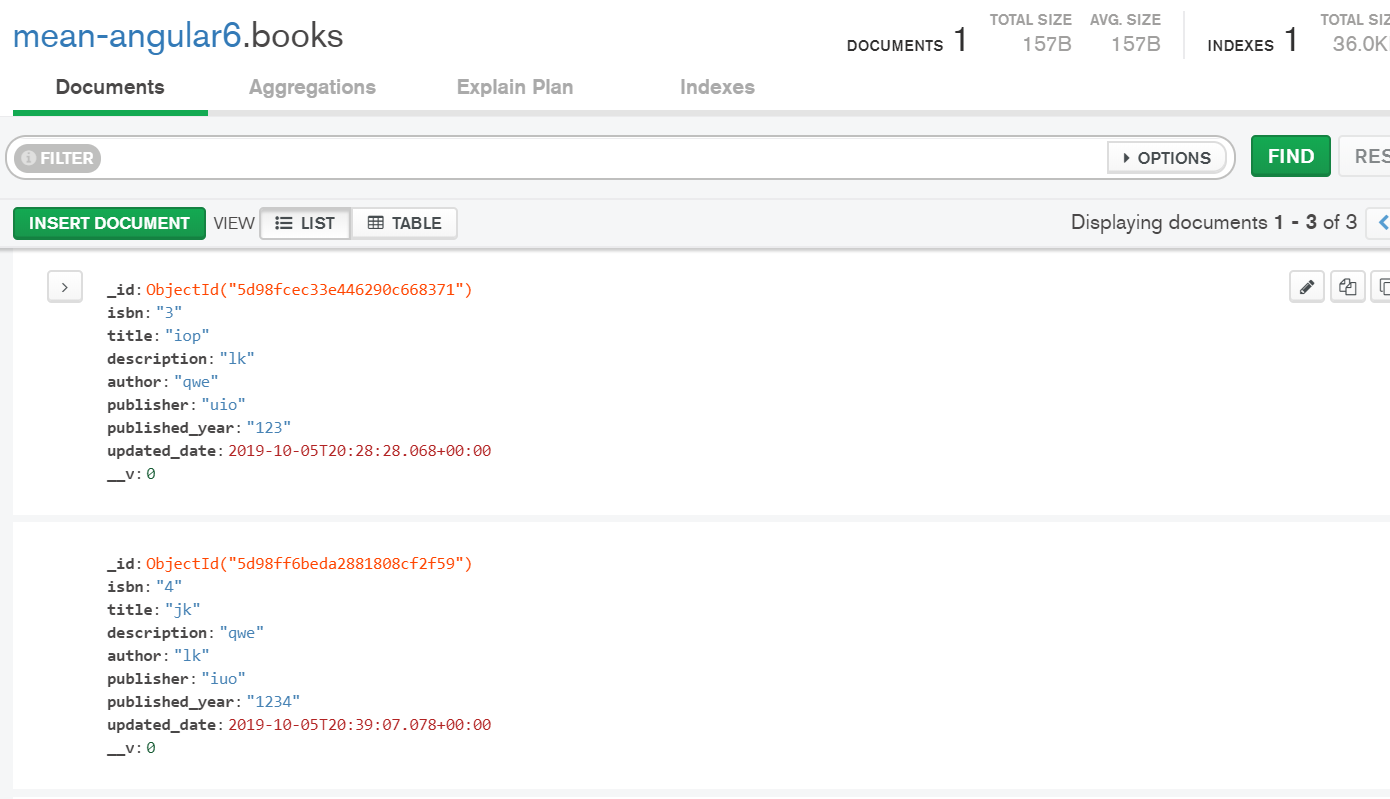 mean-angular6.books
DOCUMENTS 1 TOTAL SIZE 157B AVG. SIZE 157B INDEXES 1 TOTAL SIZ 36.0K
Documents Aggregations Explain Plan Indexes
FILTER OPTIONS FIND RES
INSERT DOCUMENT VIEW LIST TABLE Displaying documents 1 - 3 of 3
_id: ObjectId("5d98fcec33e446290c668371")
isbn: "3"
title: "iop"
description: "lk"
author: "qwe"
publisher: "uio"
published_year: "123"
updated_date: 2019-10-05T20:28:28.068+00:00
__v: 0
_id: ObjectId("5d98ff6beda2881808cf2f59")
isbn: "4"
title: "jk"
description: "qwe"
author: "lk"
publisher: "iuo"
published_year: "1234"
updated_date: 2019-10-05T20:39:07.078+00:00
__v: 0